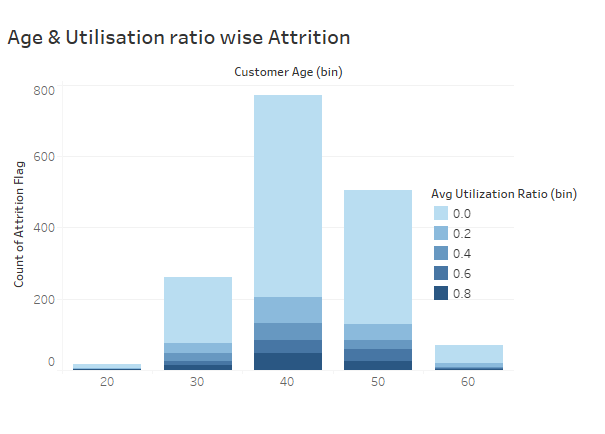 Age & Utilisation ratio wise Attrition
Customer Age (bin)
Count of Attrition Flag
800
600
400
200
0
20 30 40 50 60
Avg Utilization Ratio (bin)
0.0
0.2
0.4
0.6
0.8